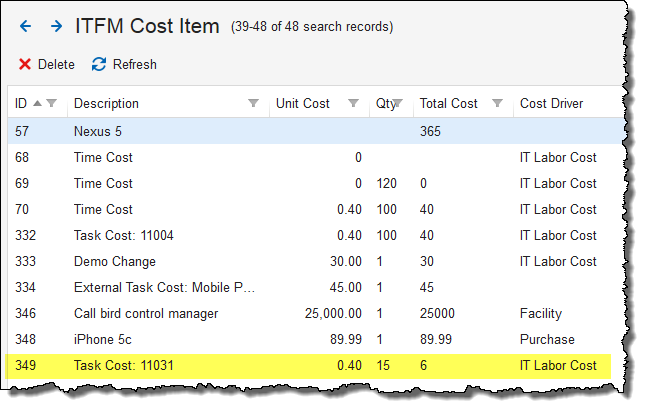 ITFM Cost Item (39-48 of 48 search records)
Delete Refresh
ID Description Unit Cost Qty Total Cost Cost Driver
57 Nexus 5 365
68 Time Cost 0 IT Labor Cost
69 Time Cost 0 120 0 IT Labor Cost
70 Time Cost 0.40 100 40 IT Labor Cost
332 Task Cost: 11004 0.40 100 40 IT Labor Cost
333 Demo Change 30.00 1 30 IT Labor Cost
334 External Task Cost: Mobile P... 45.00 1 45
346 Call bird control manager 25,000.00 1 25000 Facility
348 iPhone 5c 89.99 1 89.99 Purchase
349 Task Cost: 11031 0.40 15 6 IT Labor Cost